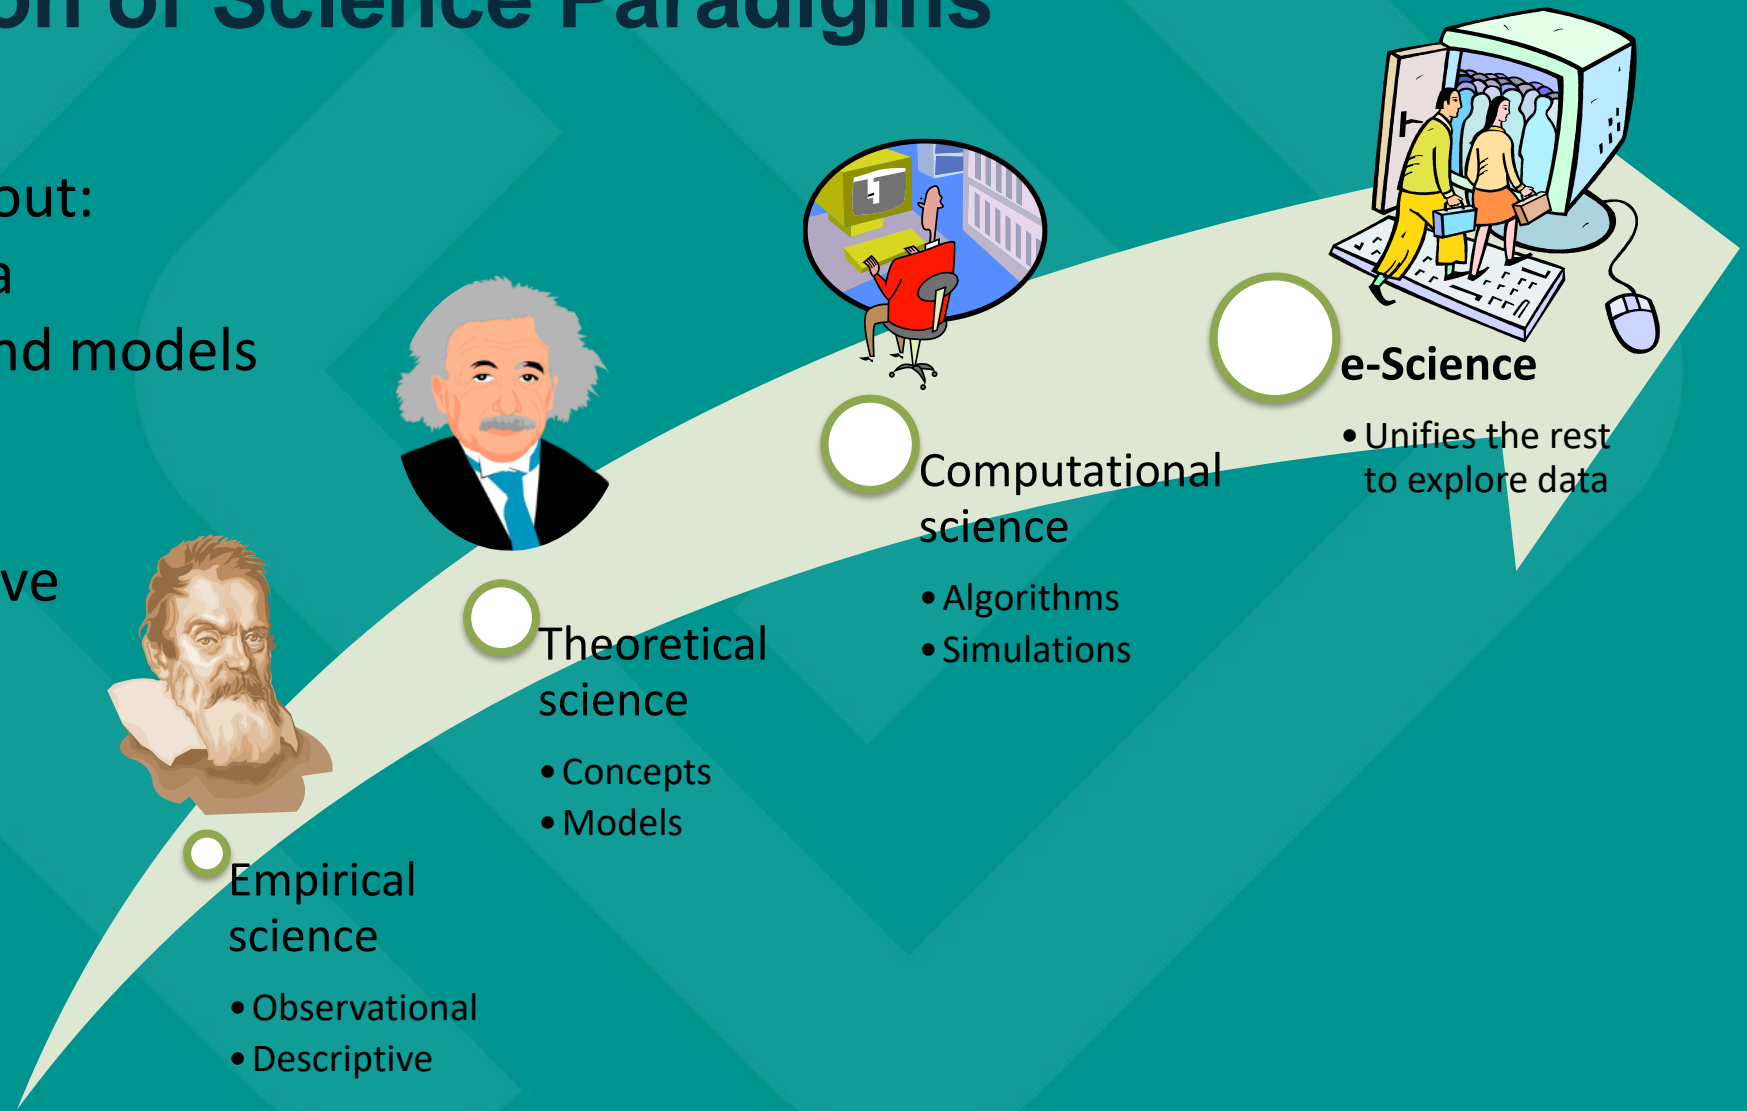 on of Science Paradigms
out:
a
nd models
ve
e-Science
• Unifies the rest
to explore data
Computational
science
• Algorithms
• Simulations
Theoretical
science
• Concepts
• Models
Empirical
science
• Observational
• Descriptive